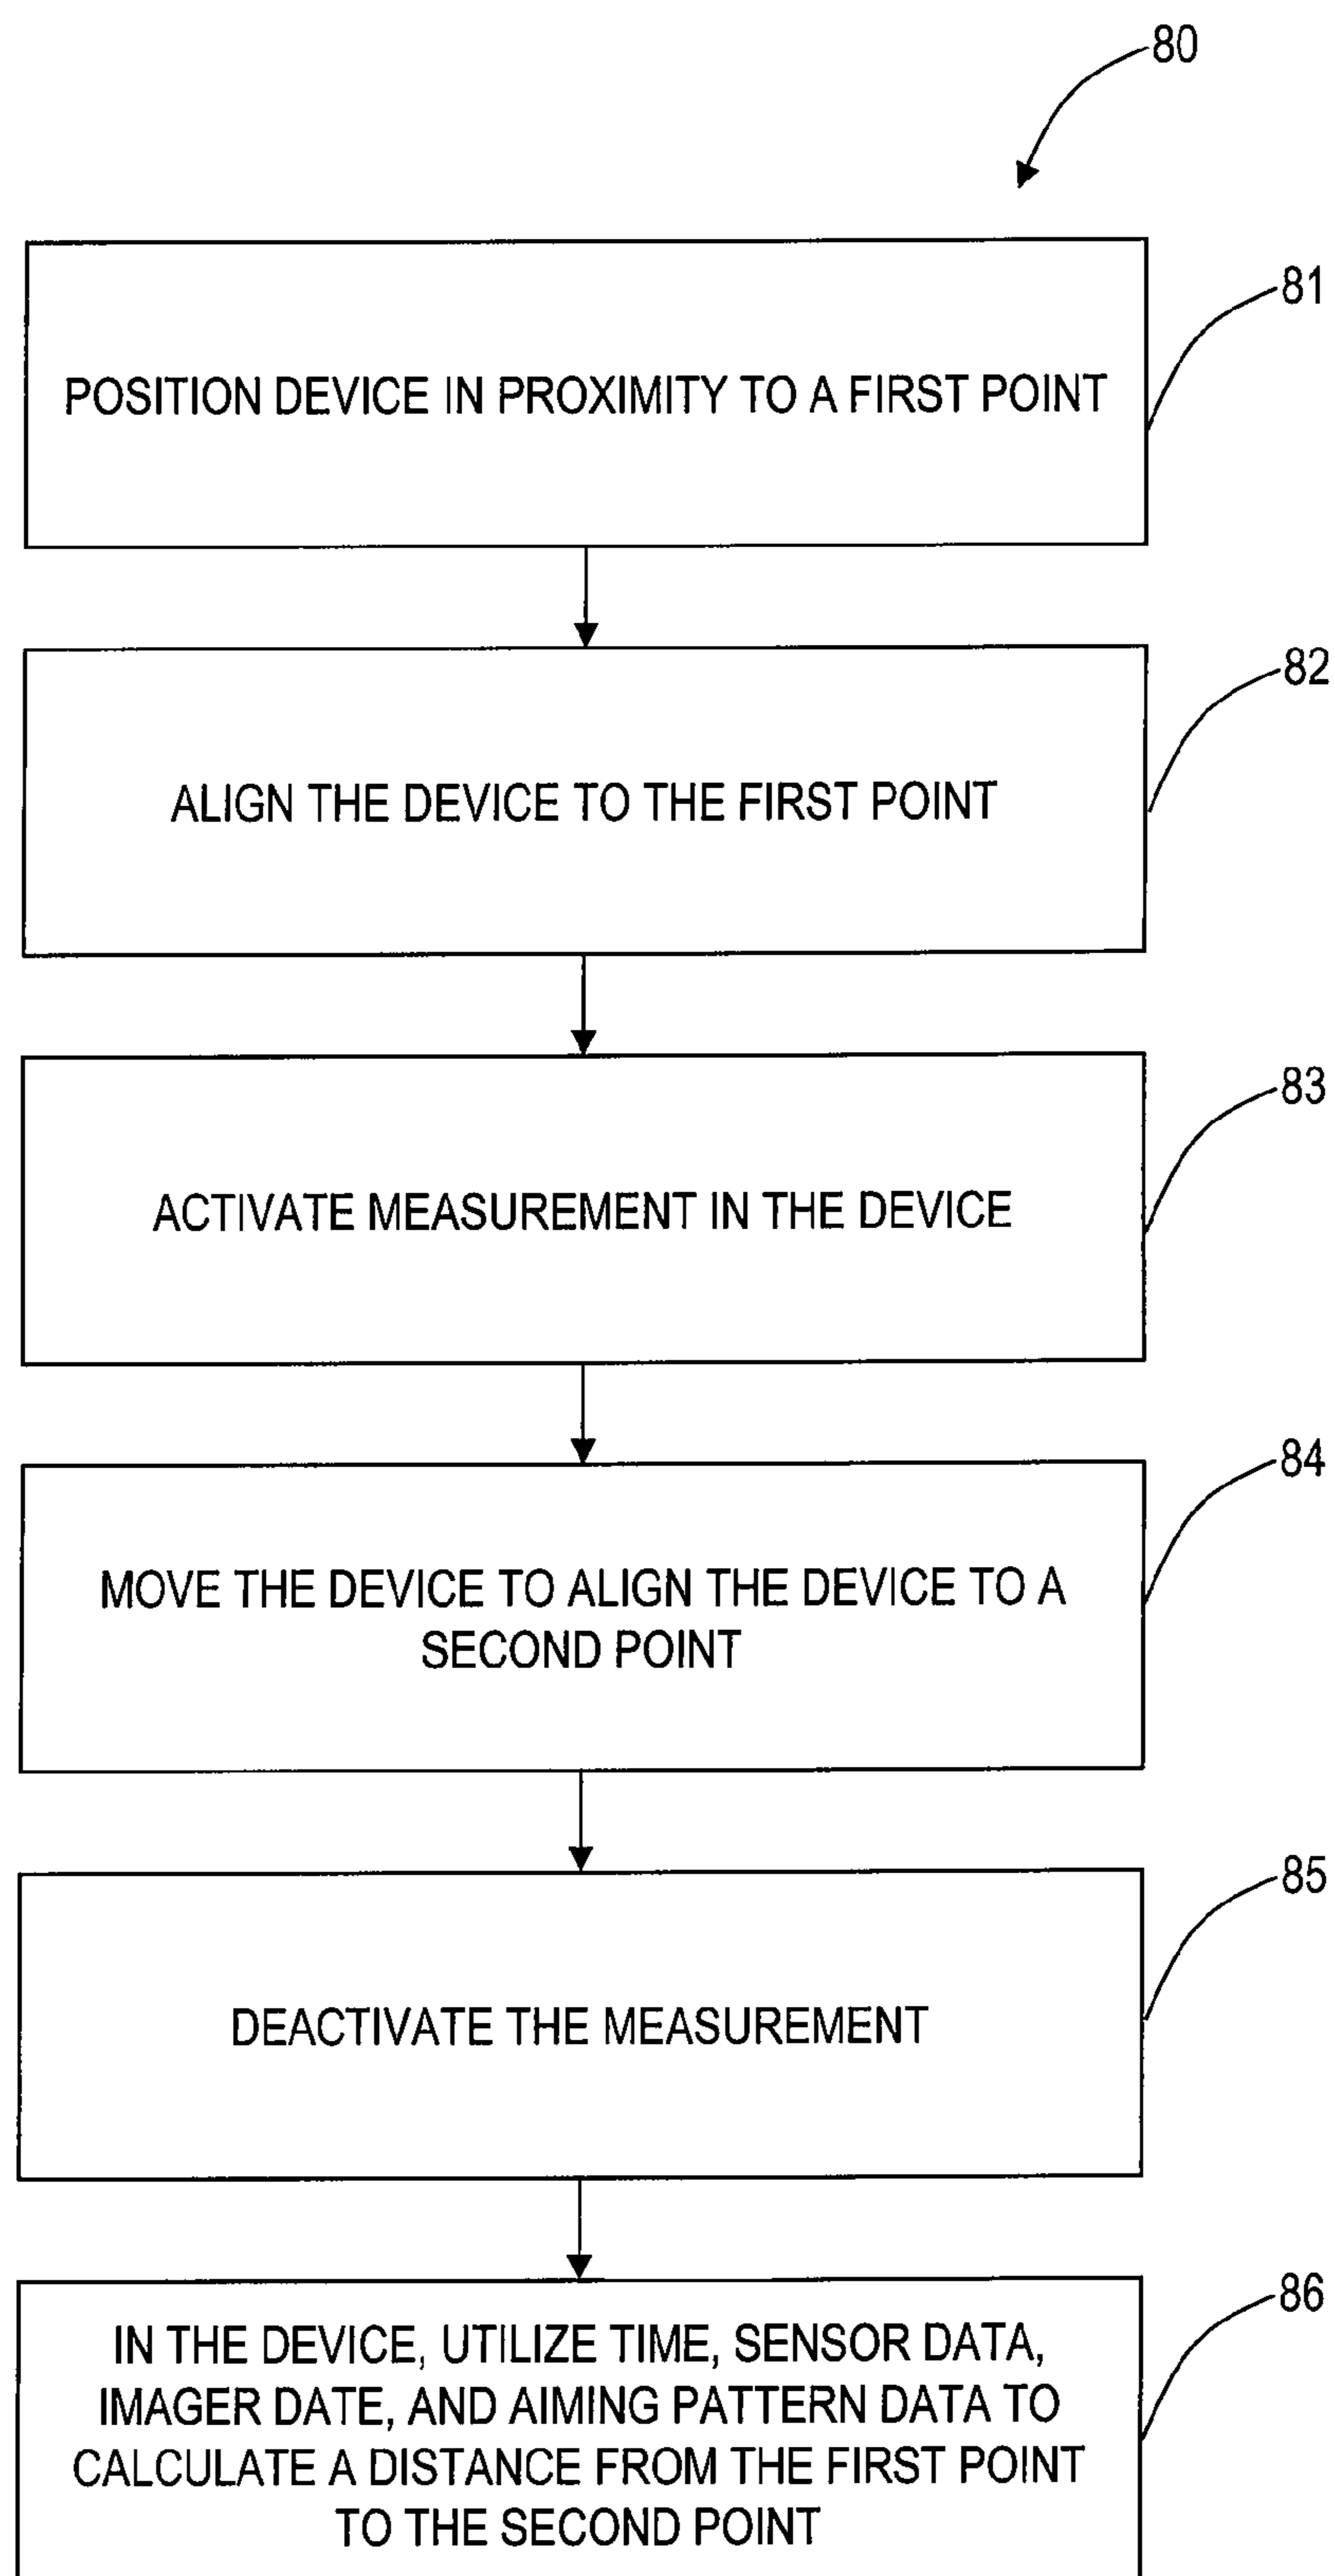 80
81
POSITION DEVICE IN PROXIMITY TO A FIRST POINT
82
ALIGN THE DEVICE TO THE FIRST POINT
83
ACTIVATE MEASUREMENT IN THE DEVICE
84
MOVE THE DEVICE TO ALIGN THE DEVICE TO A
SECOND POINT
85
DEACTIVATE THE MEASUREMENT
86
IN THE DEVICE, UTILIZE TIME, SENSOR DATA,
IMAGER DATE, AND AIMING PATTERN DATA TO
CALCULATE A DISTANCE FROM THE FIRST POINT
TO THE SECOND POINT